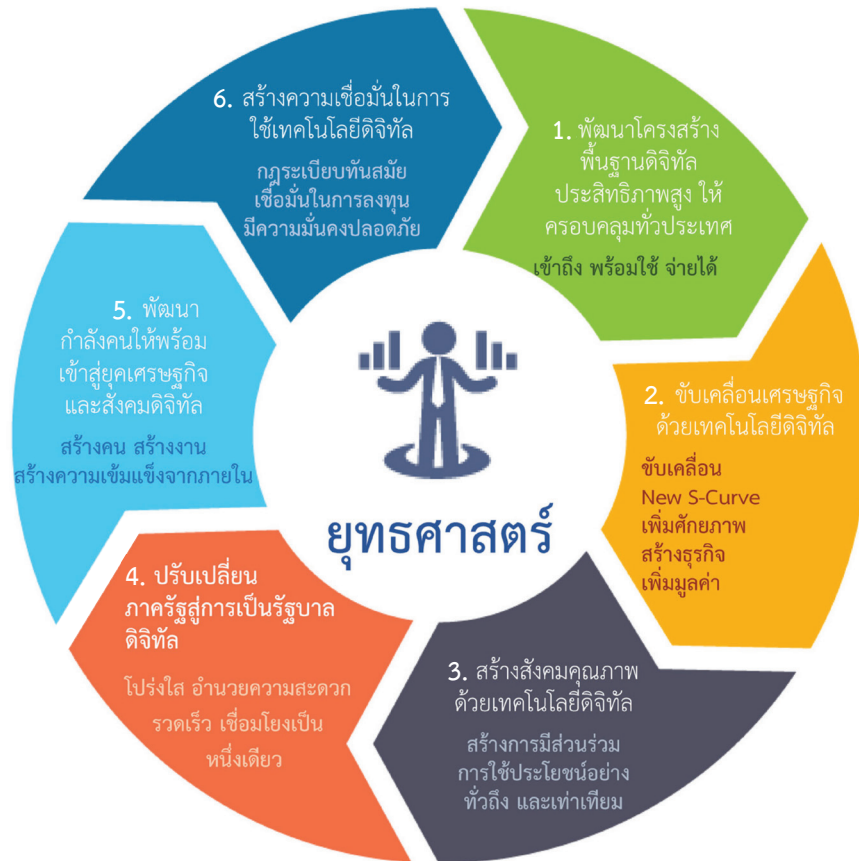 1. พัฒนาโครงสร้าง
พื้นฐานดิจิทัล
ประสิทธิภาพสูง ให้
ครอบคลุมทั่วประเทศ
เข้าถึง พร้อมใช้ จ่ายได้
2. ขับเคลื่อนเศรษฐกิจ
ด้วยเทคโนโลยีดิจิทัล
ขับเคลื่อน
New S-Curve
เพิ่มศักยภาพ
สร้างธุรกิจ
เพิ่มมูลค่า
3. สร้างสังคมคุณภาพ
ด้วยเทคโนโลยีดิจิทัล
สร้างการมีส่วนร่วม
การใช้ประโยชน์อย่าง
ทั่วถึง และเท่าเทียม
4. ปรับเปลี่ยน
ภาครัฐสู่การเป็นรัฐบาล
ดิจิทัล
โปร่งใส อำนวยความสะดวก
รวดเร็ว เชื่อมโยงเป็น
หนึ่งเดียว
5. พัฒนา
กำลังคนให้พร้อม
เข้าสู่ยุคเศรษฐกิจ
และสังคมดิจิทัล
สร้างคน สร้างงาน
สร้างความเข้มแข็งจากภายใน
6. สร้างความเชื่อมั่นในการ
ใช้เทคโนโลยีดิจิทัล
กฎระเบียบทันสมัย
เชื่อมั่นในการลงทุน
มีความมั่นคงปลอดภัย
ยุทธศาสตร์